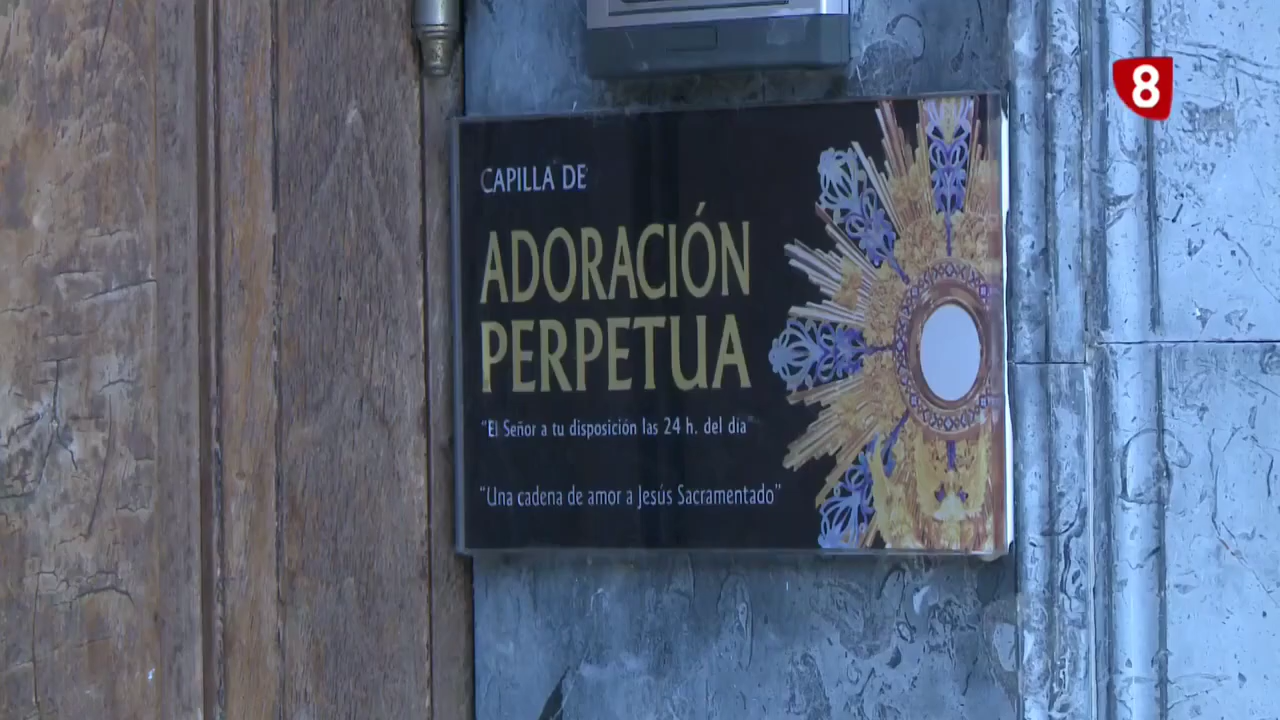 8
CAPILLA DE
ADORACIÓN
PERPETUA
“El Señor a tu disposición las 24 h. del día”
“Una cadena de amor a Jesús Sacramentado”